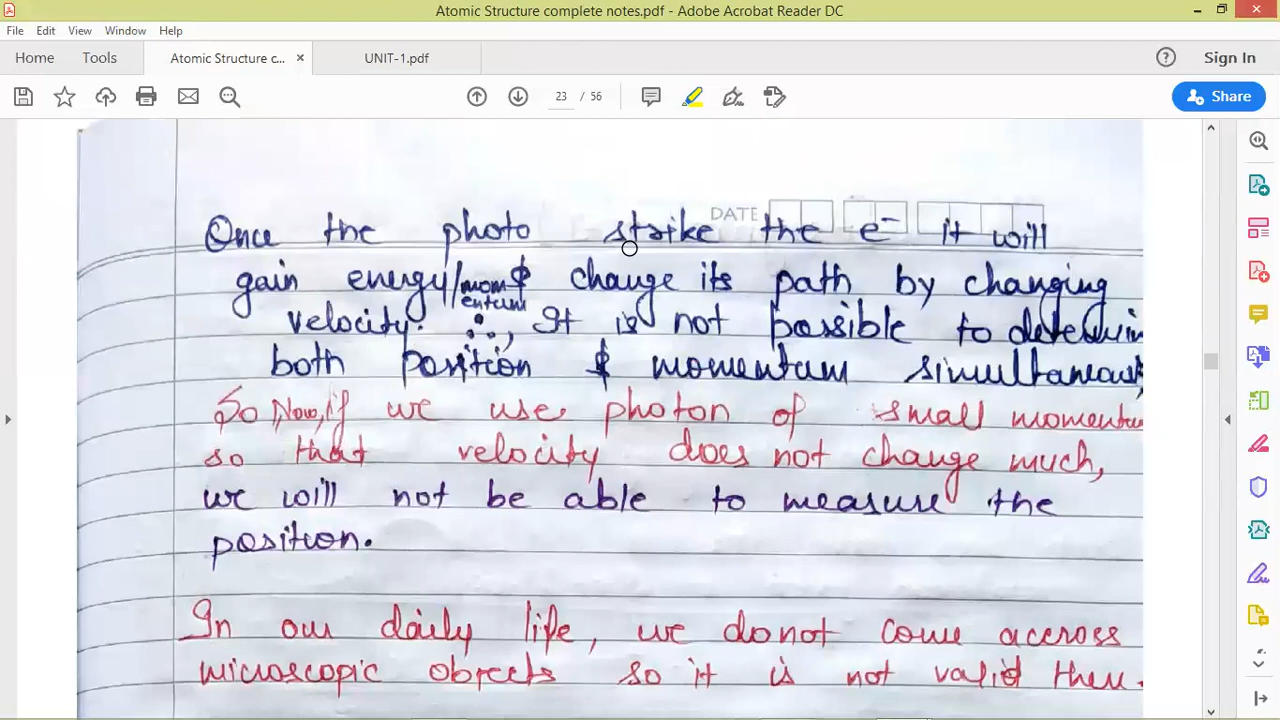 Atomic Structure complete notes.pdf - Adobe Acrobat Reader DC
File Edit View Window Help
Home Tools Atomic Structure c... × UNIT-1.pdf Sign In
23 / 56 Share
DATE
Once the photo strike the e⁻ it will
gain energy/momentum & change its path by changing
velocity. ∴, It is not possible to determin
both position & momentum simultaneous
So, Now, if we use photon of small momentu
so that velocity does not change much,
we will not be able to measure the
position.
In our daily life, we do not come accross
microscopic objects so it is not valid there.